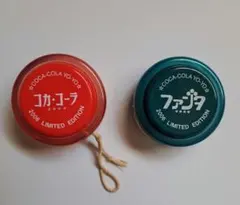 COCA-COLA YO-YO
コカ・コーラ
2006 LIMITED EDITION
COCA-COLA YO-YO
ファンタ
2006 LIMITED EDITION